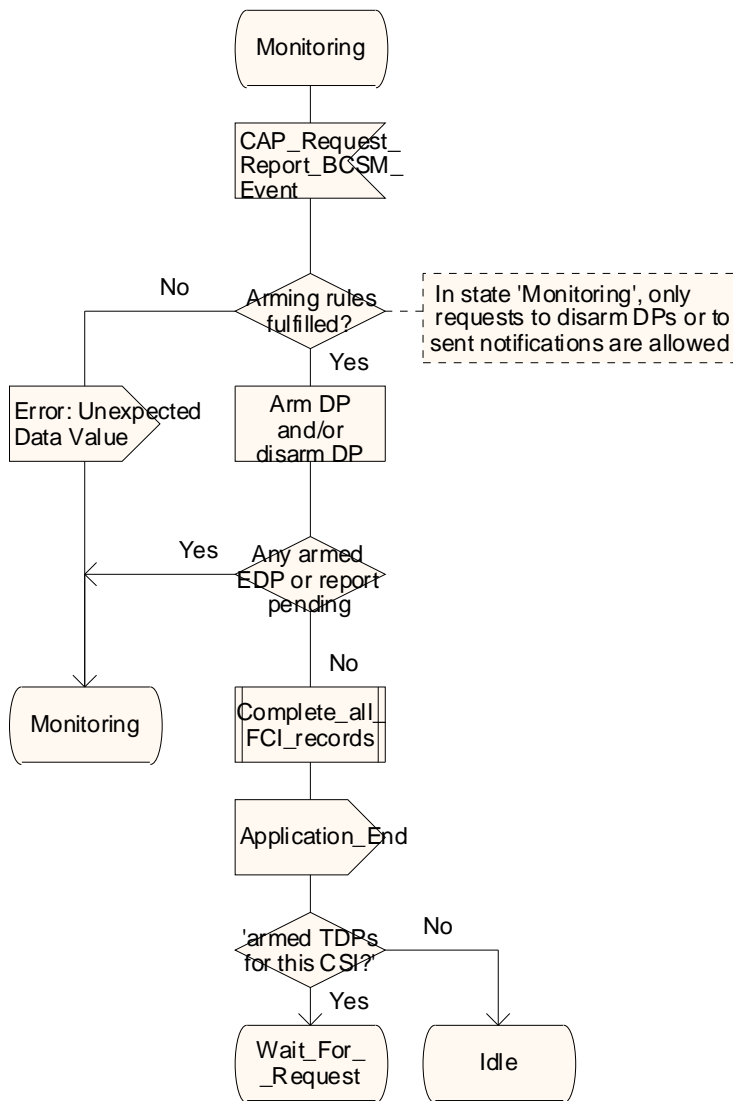 Monitoring
CAP_Request_
Report_BCSM_
Event
No
Arming rules
fulfilled?
In state 'Monitoring', only
requests to disarm DPs or to
sent notifications are allowed
Yes
Error: Unexpected
Data Value
Arm DP
and/or
disarm DP
Yes
Any armed
EDP or report
pending
No
Monitoring
Complete_all_
FCI_records
Application_End
'armed TDPs
for this CSI?'
No
Yes
Wait_For_
_Request
Idle